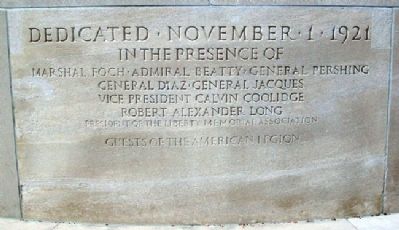 DEDICATED · NOVEMBER · 1 · 1921
IN THE PRESENCE OF
MARSHAL FOCH · ADMIRAL BEATTY · GENERAL PERSHING
GENERAL DIAZ · GENERAL JACQUES
VICE PRESIDENT CALVIN COOLIDGE
ROBERT ALEXANDER LONG
PRESIDENT OF THE LIBERTY MEMORIAL ASSOCIATION
GUESTS OF THE AMERICAN LEGION